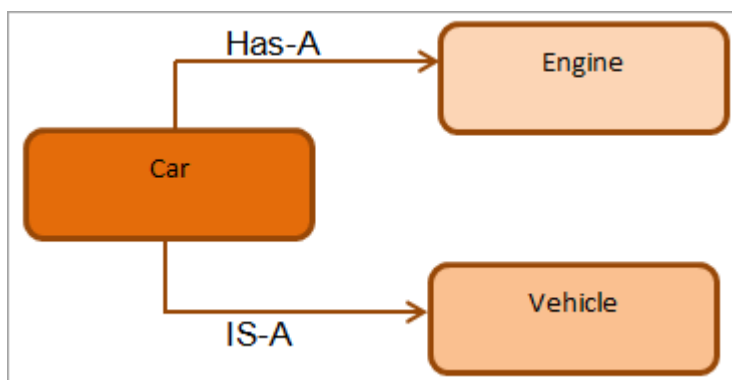 Has-A
Engine
Car
Vehicle
IS-A